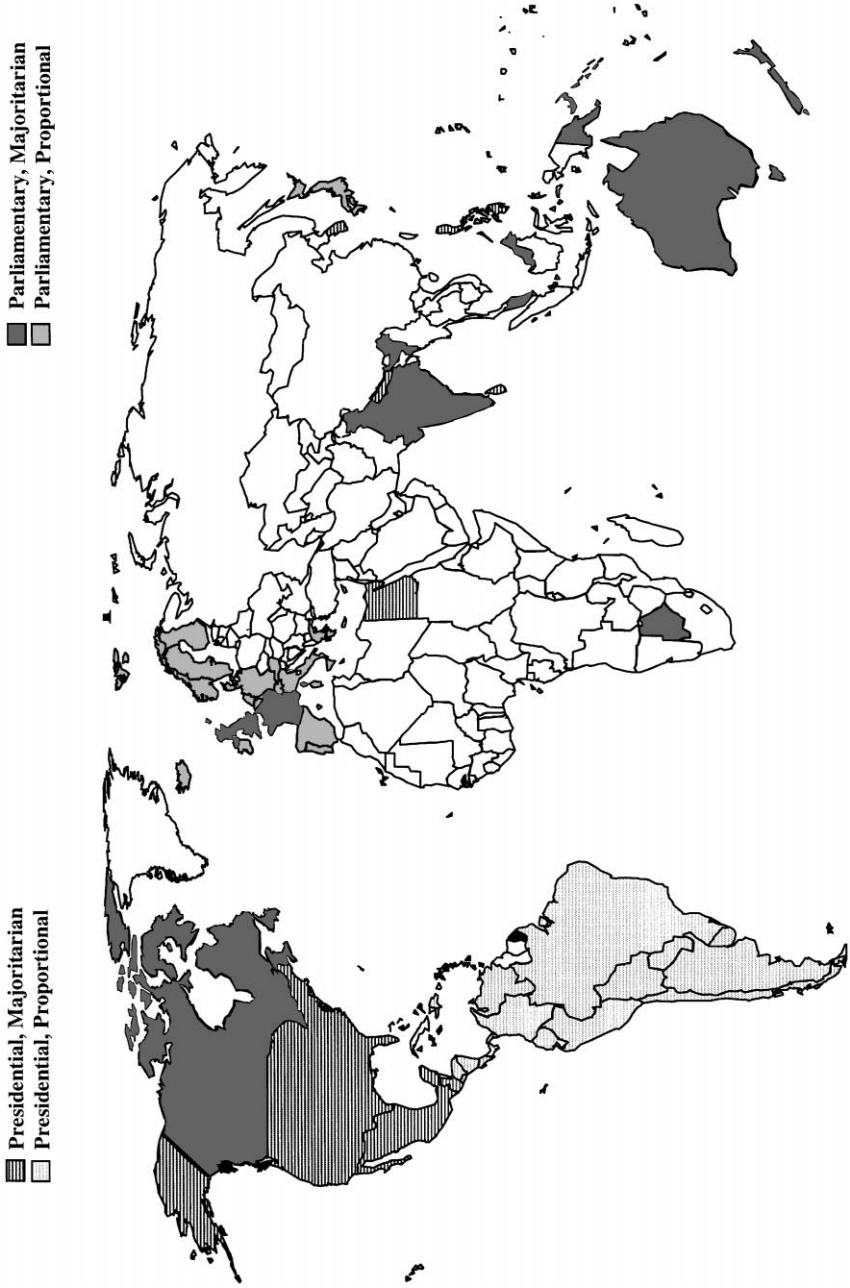 Presidential, Majoritarian
Presidential, Proportional
Parliamentary, Majoritarian
Parliamentary, Proportional